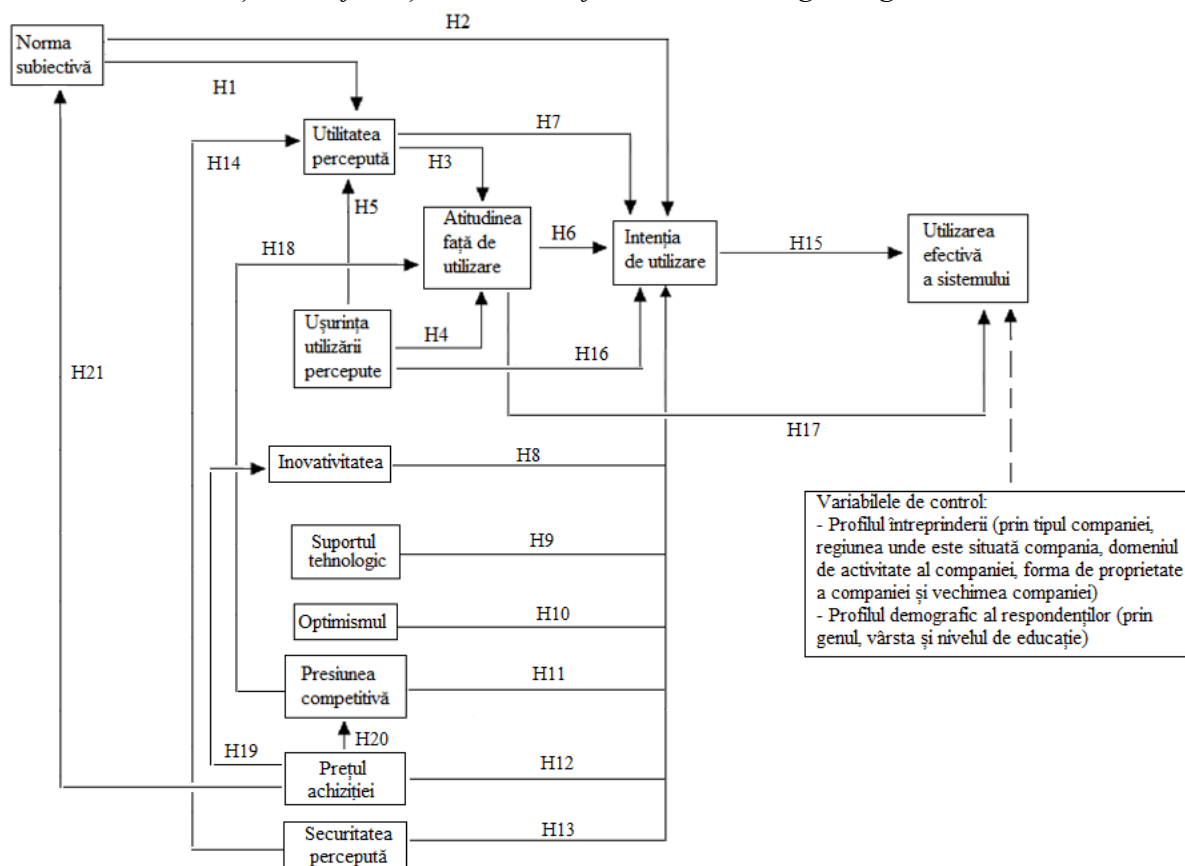 H2
Norma
subiectivă
H1
Utilitatea
percepută
H7
H14
H3
H5
Atitudinea
față de
utilizare
H18
H6
Intenția
de utilizare
H15
Utilizarea
efectivă
a sistemului
Ușurința
utilizării
percepute
H4
H16
H21
H17
Inovativitatea
H8
Variabilele de control:
- Profilul întreprinderii (prin tipul companiei,
regiunea unde este situată compania, domeniul
de activitate al companiei, forma de proprietate
a companiei și vechimea companiei)
- Profilul demografic al respondenților (prin
genul, vârsta și nivelul de educație)
Suportul
tehnologic
H9
Optimismul
H10
Presiunea
competitivă
H11
H20
H19
Prețul
achiziției
H12
Securitatea
percepută
H13